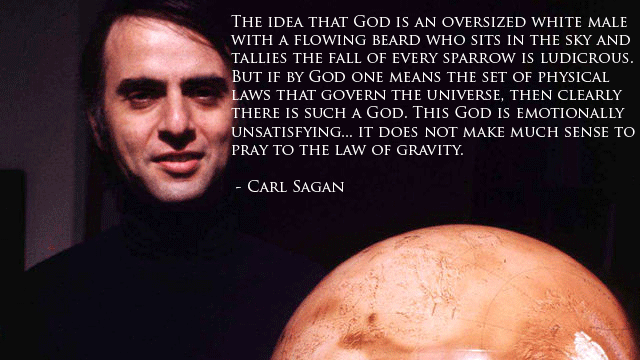 The idea that God is an oversized white male
with a flowing beard who sits in the sky and
tallies the fall of every sparrow is ludicrous.
But if by God one means the set of physical
laws that govern the universe, then clearly
there is such a God. This God is emotionally
unsatisfying... it does not make much sense to
pray to the law of gravity.
- Carl Sagan